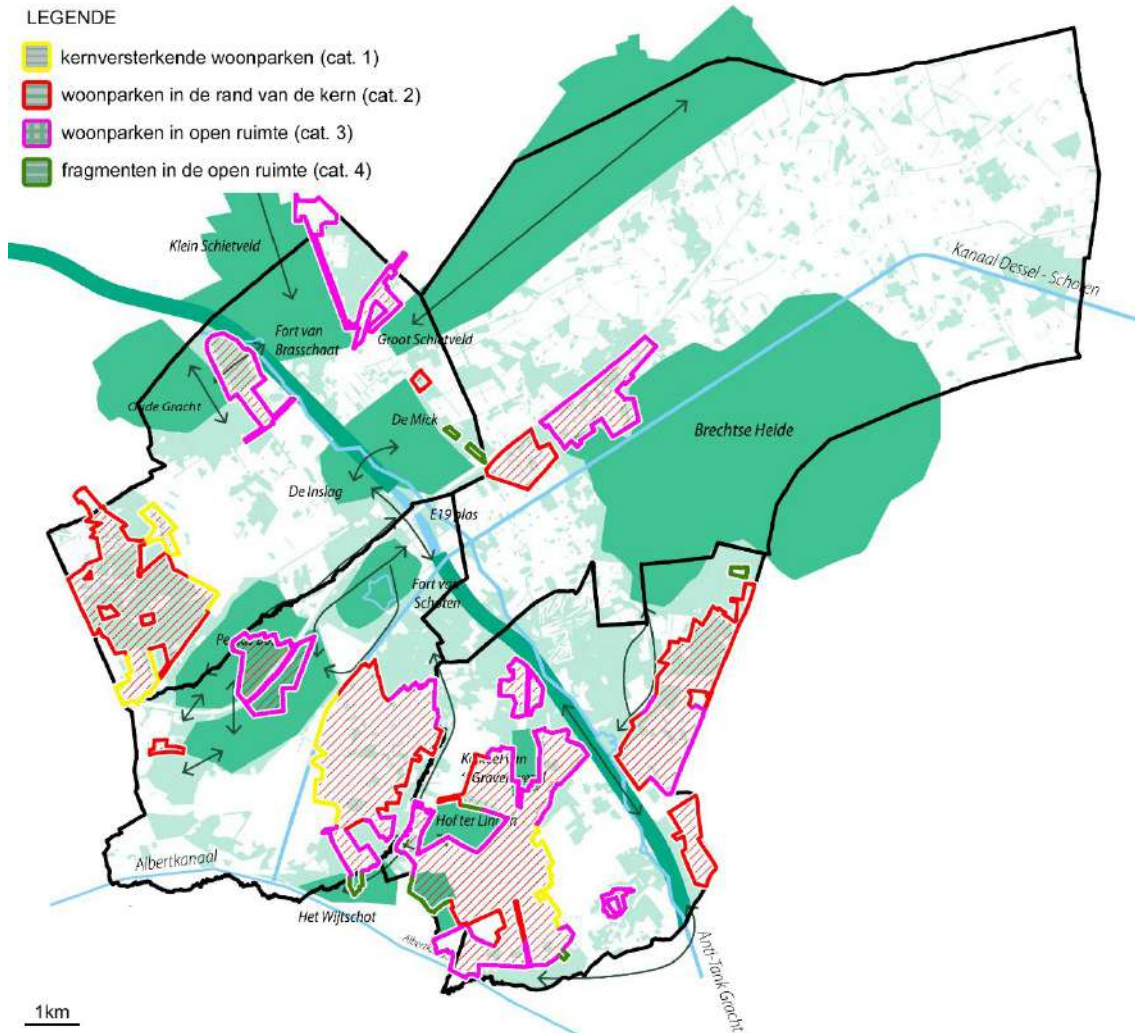 LEGENDE
kernversterkende woonparken (cat. 1)
woonparken in de rand van de kern (cat. 2)
woonparken in open ruimte (cat. 3)
fragmenten in de open ruimte (cat. 4)
Klein Schietveld
Kanaal Dessel - Schoten
Fort van
Brasschaat
Groot Schietveld
Oude Gracht
De Mick
Brechtse Heide
De Inslag
E19 plas
Fort van
Schoten
Kasteel van
Hof ter Linden
Albertkanaal
Het Wijtschot
Anti-Tank Gracht
1km